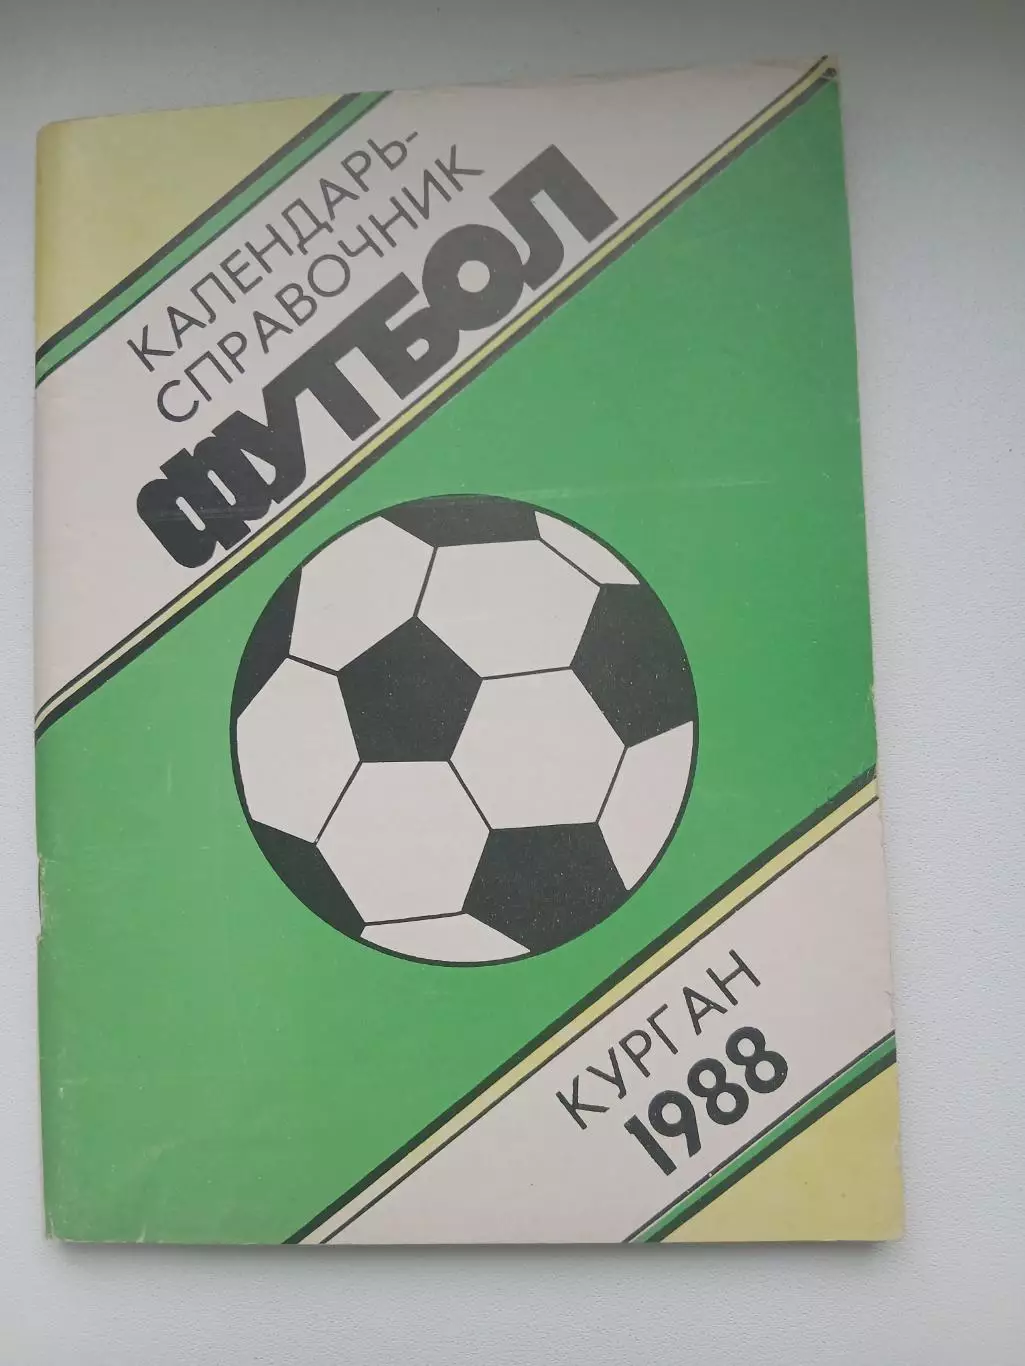 КАЛЕНДАРЬ-
СПРАВОЧНИК
ФУТБОЛ
КУРГАН
1988